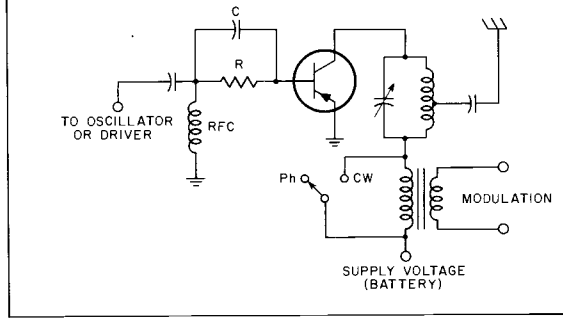 C
R
TO OSCILLATOR
OR DRIVER
RFC
Ph
CW
MODULATION
SUPPLY VOLTAGE
(BATTERY)